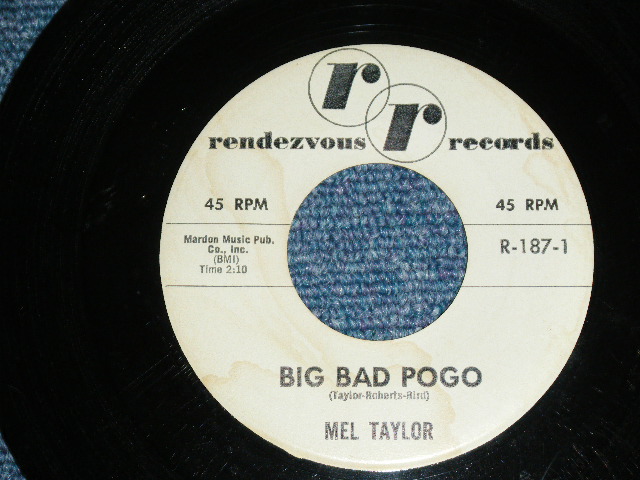 r
r
rendezvous records
45 RPM
45 RPM
Mardon Music Pub.
Co., Inc.
(BMI)
Time 2:10
R-187-1
BIG BAD POGO
(Taylor-Roberts-Bird)
MEL TAYLOR